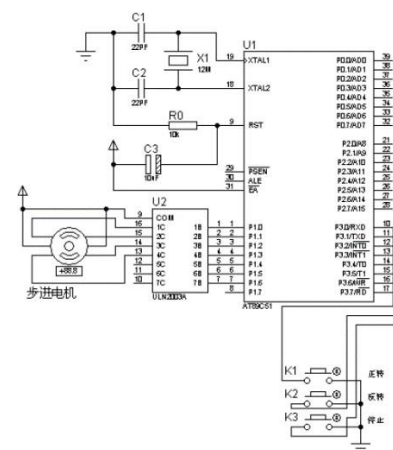 C1
22PF
X1
12M
C2
22PF
R0
10k
C3
U1
19 XTAL1
18 XTAL2
9 RST
29 PSEN
30 ALE
31 EA
1 P1.0
2 P1.1
3 P1.2
4 P1.3
5 P1.4
6 P1.5
7 P1.6
8 P1.7
AT89C51
P0.0/AD0 39
P0.1/AD1 38
P0.2/AD2 37
P0.3/AD3 36
P0.4/AD4 35
P0.5/AD5 34
P0.6/AD6 33
P0.7/AD7 32
P2.0/A8 21
P2.1/A9 22
P2.2/A10 23
P2.3/A11 24
P2.4/A12 25
P2.5/A13 26
P2.6/A14 27
P2.7/A15 28
P3.0/RXD 10
P3.1/TXD 11
P3.2/INT0 12
P3.3/INT1 13
P3.4/T0 14
P3.5/T1 15
P3.6/WR 16
P3.7/RD 17
U2
9 COM
16 1C 1B 1
15 2C 2B 2
14 3C 3B 3
13 4C 4B 4
12 5C 5B 5
11 6C 6B 6
10 7C 7B 7
ULN2003A
+88.8
步进电机
K1 正转
K2 反转
K3 停止